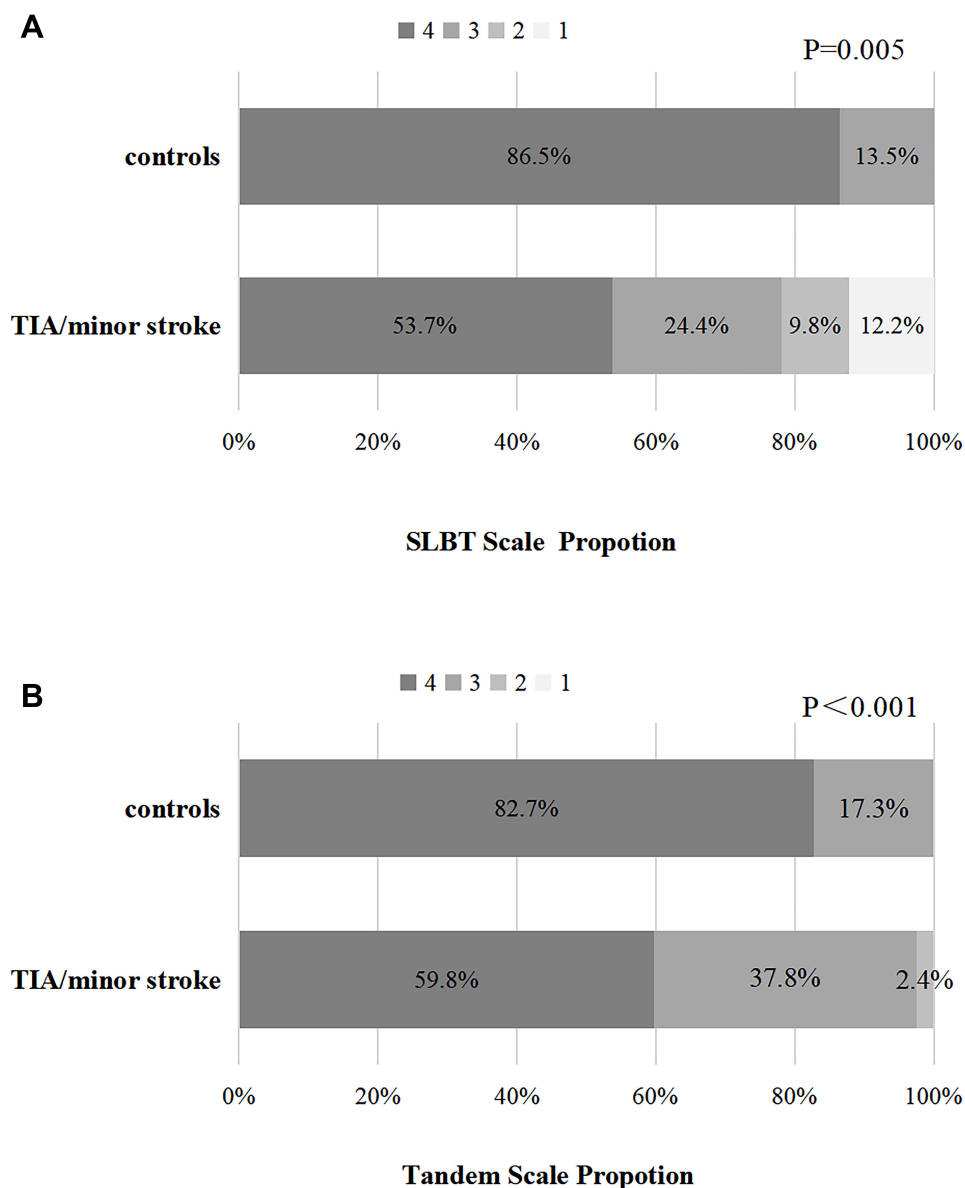 A
4 3 2 1
P=0.005
controls
86.5% 13.5%
TIA/minor stroke
53.7% 24.4% 9.8% 12.2%
0% 20% 40% 60% 80% 100%
SLBT Scale Propotion
B
4 3 2 1
P<0.001
controls
82.7% 17.3%
TIA/minor stroke
59.8% 37.8% 2.4%
0% 20% 40% 60% 80% 100%
Tandem Scale Propotion